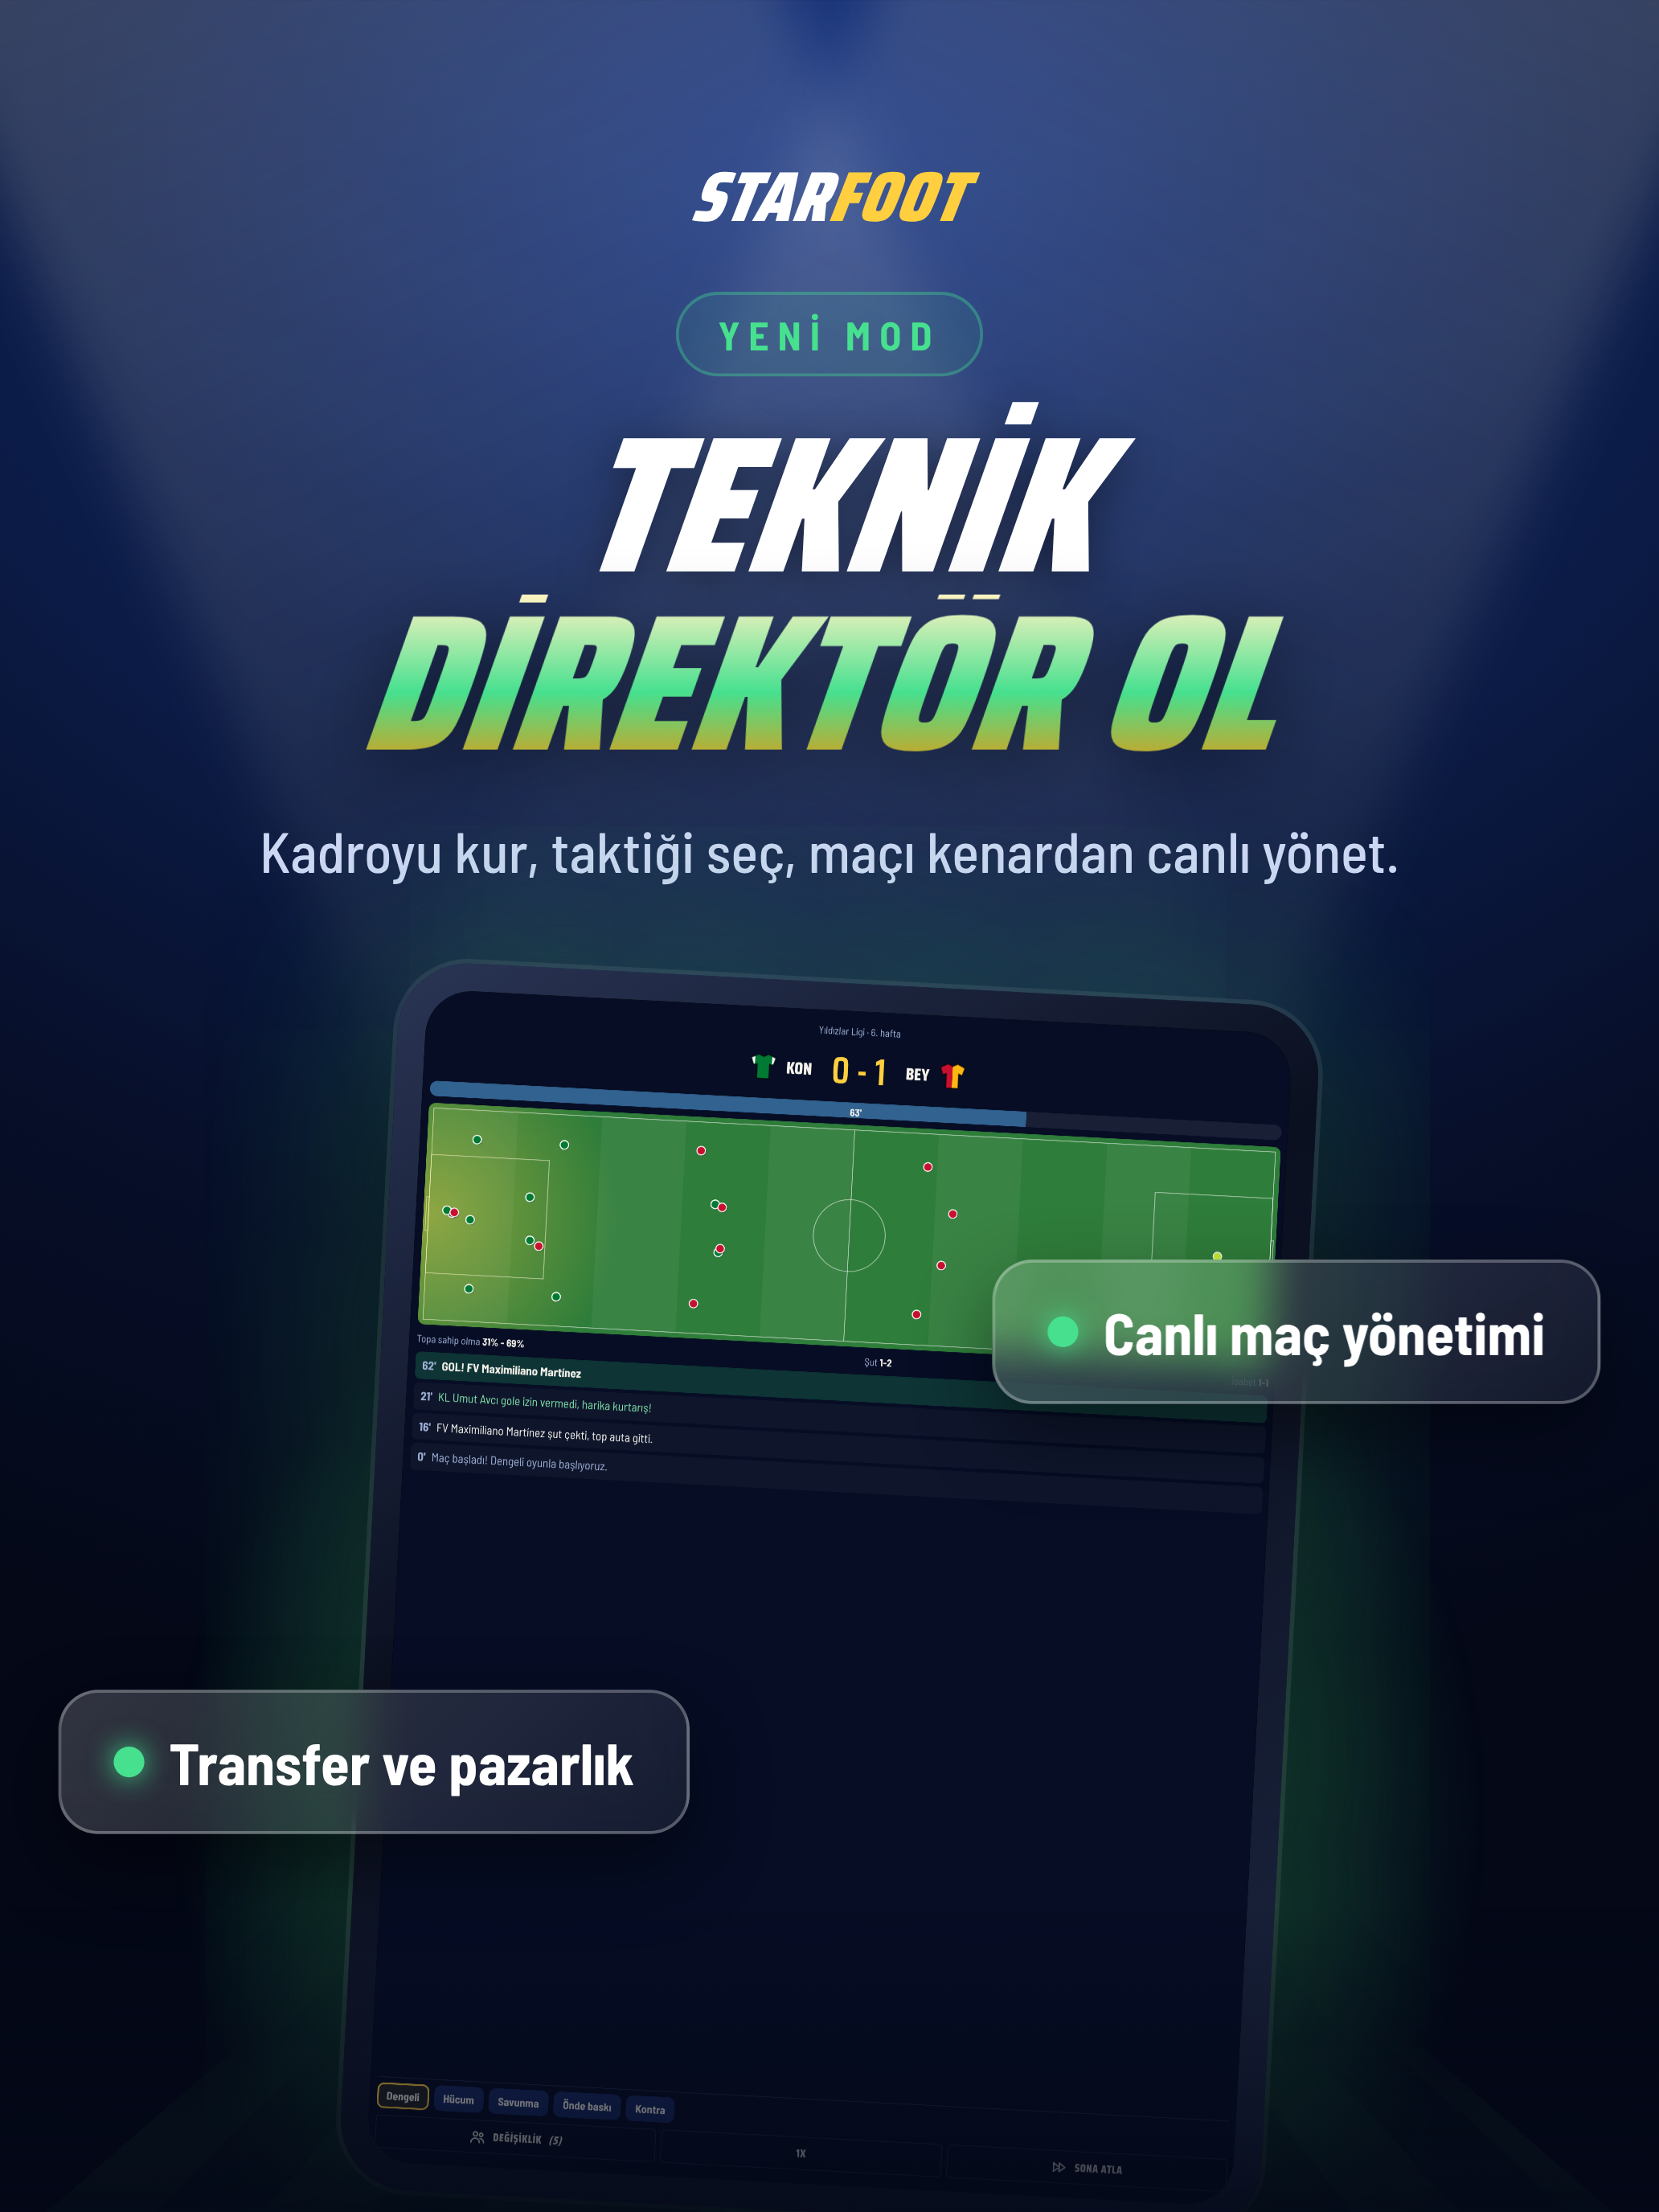 STARFOOT
YENİ MOD
TEKNİK
DİREKTÖR OL
Kadroyu kur, taktiği seç, maçı kenardan canlı yönet.
Yıldızlar Ligi · 6. hafta
KON 0 - 1 BEY
63'
Topa sahip olma 31% - 69%
Şut 1-2
İsabet 1-1
62' GOL! FV Maximiliano Martínez
21' KL Umut Avcı gole izin vermedi, harika kurtarış!
16' FV Maximiliano Martínez şut çekti, top auta gitti.
0' Maç başladı! Dengeli oyunla başlıyoruz.
Canlı maç yönetimi
Transfer ve pazarlık
Dengeli Hücum Savunma Önde baskı Kontra
DEĞİŞİKLİK (5) 1X SONA ATLA